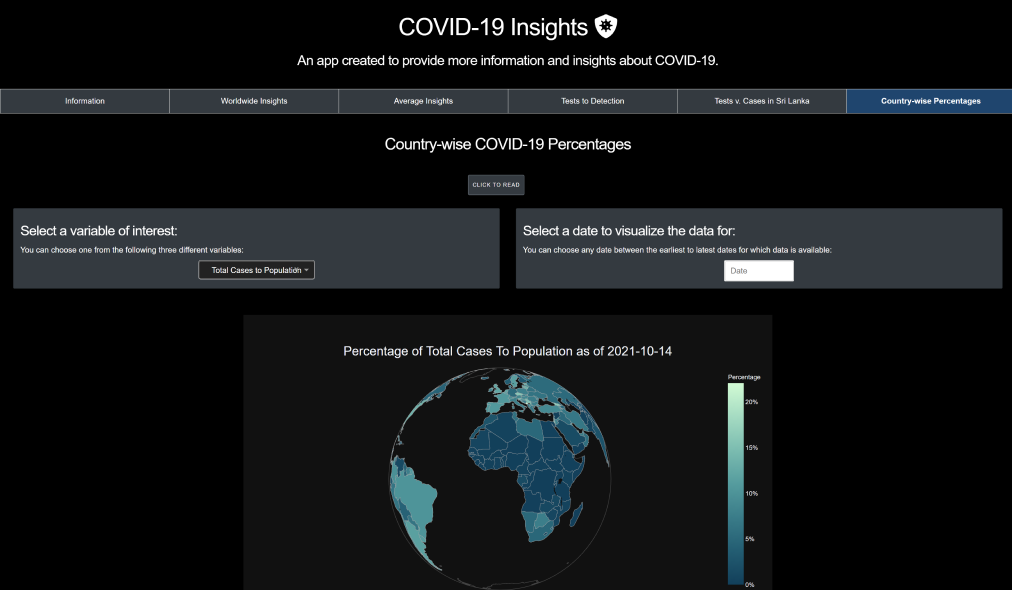 COVID-19 Insights
An app created to provide more information and insights about COVID-19.
Information
Worldwide Insights
Average Insights
Tests to Detection
Tests v. Cases in Sri Lanka
Country-wise Percentages
Country-wise COVID-19 Percentages
CLICK TO READ
Select a variable of interest:
You can choose one from the following three different variables:
Total Cases to Population
Select a date to visualize the data for:
You can choose any date between the earliest to latest dates for which data is available:
Date
Percentage of Total Cases To Population as of 2021-10-14
Percentage
20%
15%
10%
5%
0%